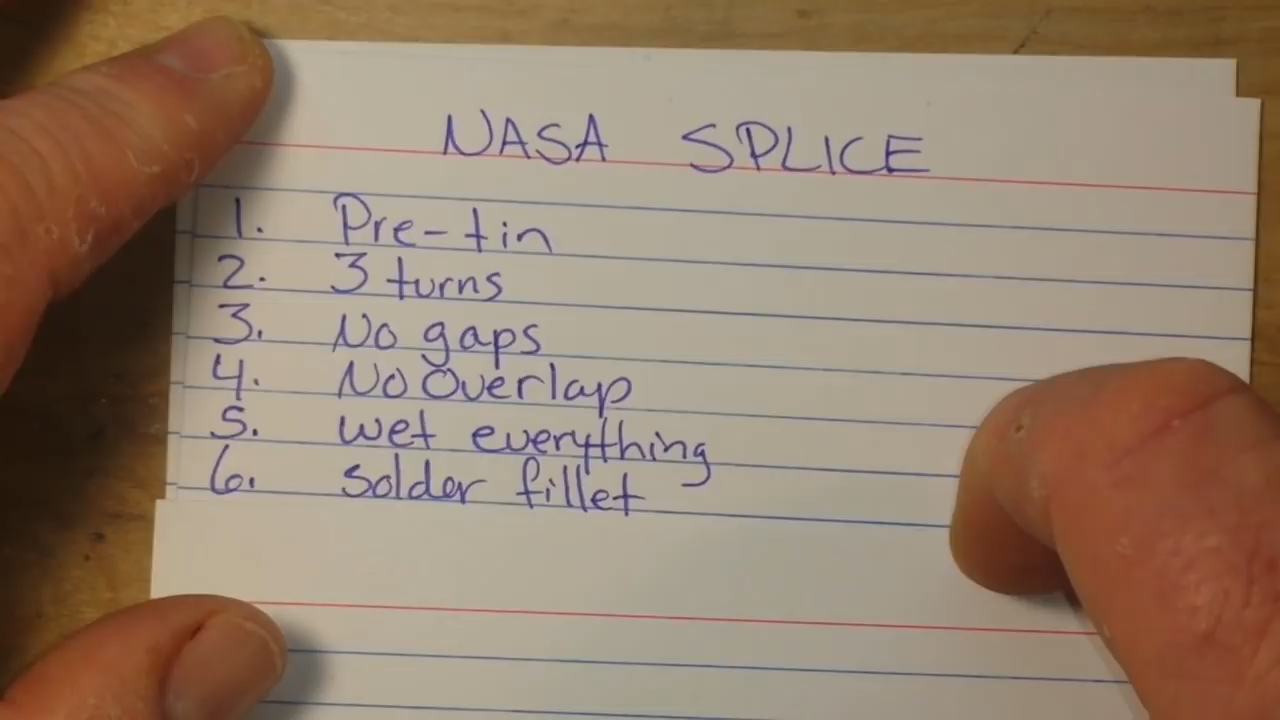 NASA SPLICE
1. Pre-tin
2. 3 turns
3. No gaps
4. No Overlap
5. wet everything
6. solder fillet